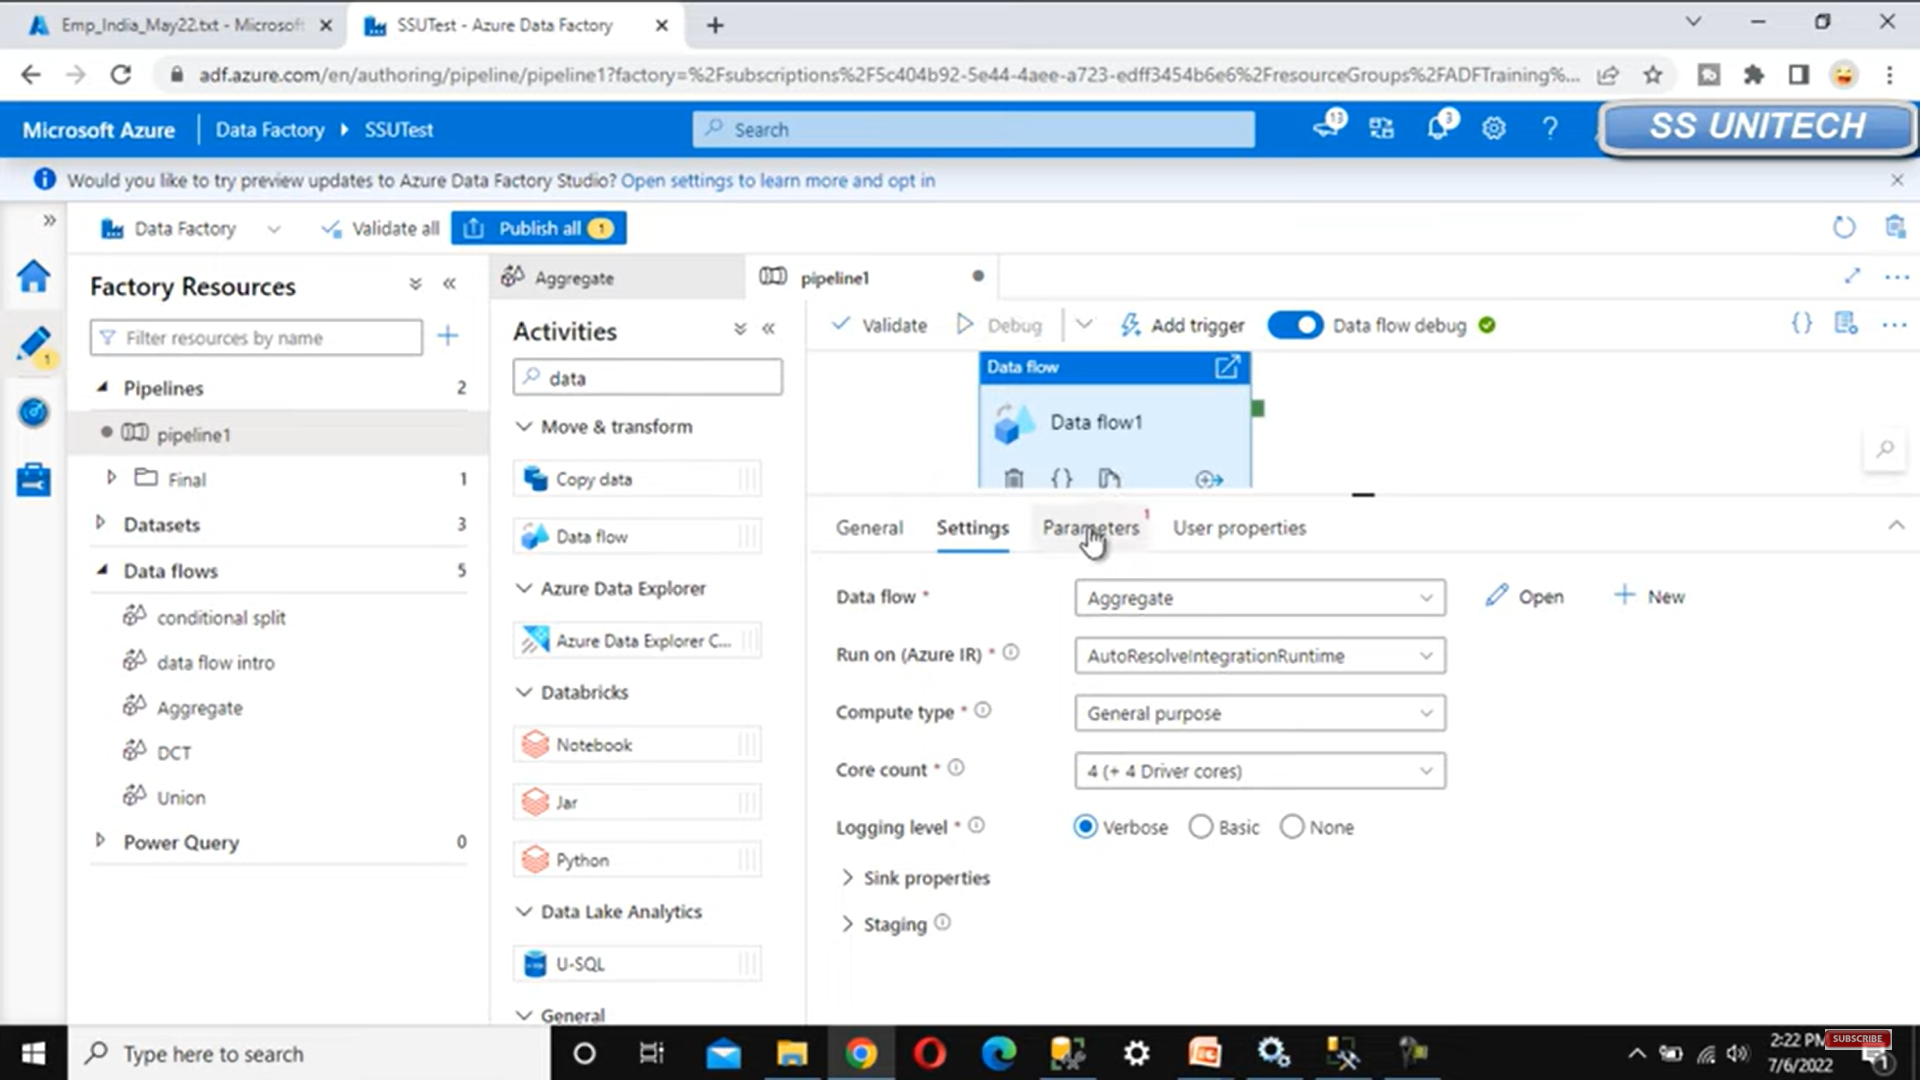 Emp_India_May22.txt - Microsoft
SSUTest - Azure Data Factory
adf.azure.com/en/authoring/pipeline/pipeline1?factory=%2Fsubscriptions%2F5c404b92-5e44-4aee-a723-edff3454b6e6%2FresourceGroups%2FADFTraining%...
Microsoft Azure
Data Factory
SSUTest
Search
13
3
SS UNITECH
Would you like to try preview updates to Azure Data Factory Studio? Open settings to learn more and opt in
Data Factory
Validate all
Publish all 1
Factory Resources
Filter resources by name
1
Pipelines 2
pipeline1
Final 1
Datasets 3
Data flows 5
conditional split
data flow intro
Aggregate
DCT
Union
Power Query 0
Aggregate
pipeline1
Activities
data
Move & transform
Copy data
Data flow
Azure Data Explorer
Azure Data Explorer C...
Databricks
Notebook
Jar
Python
Data Lake Analytics
U-SQL
General
Validate
Debug
Add trigger
Data flow debug
Data flow
Data flow1
General
Settings
Parameters 1
User properties
Data flow * Aggregate
Open
New
Run on (Azure IR) * AutoResolveIntegrationRuntime
Compute type * General purpose
Core count * 4 (+ 4 Driver cores)
Logging level * Verbose Basic None
Sink properties
Staging
Type here to search
2:22 PM
SUBSCRIBE
7/6/2022
1